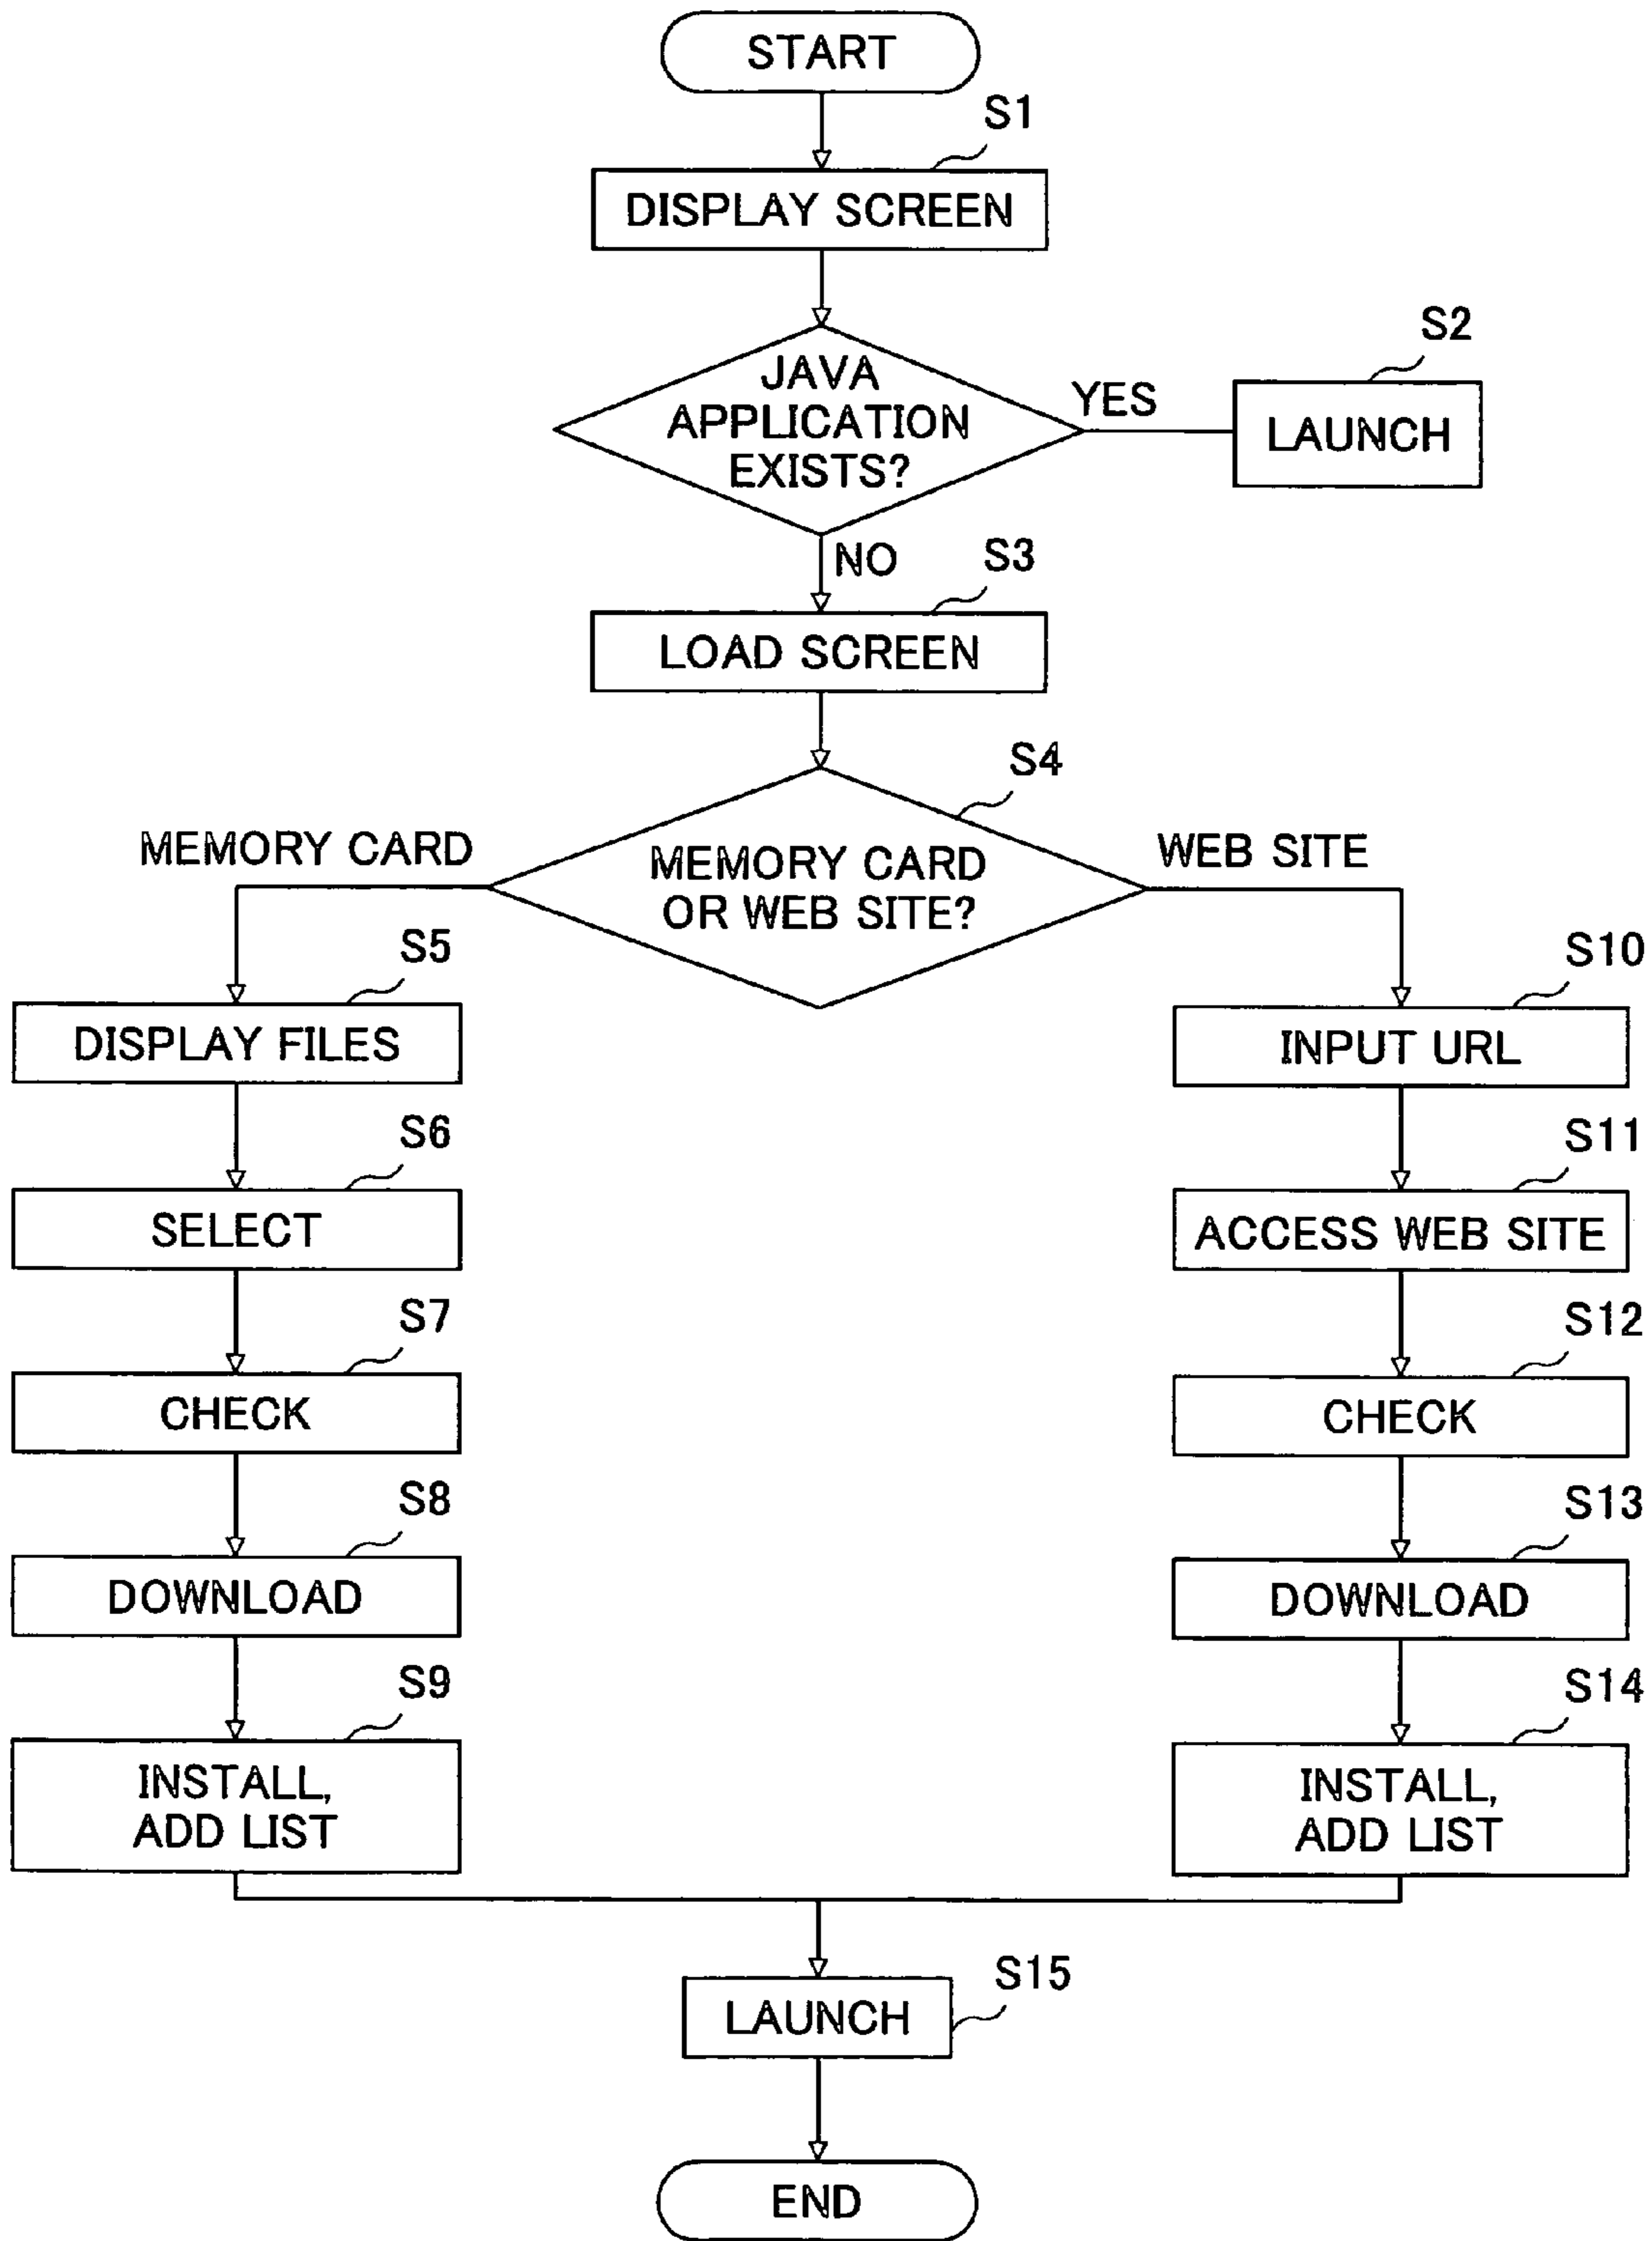 START
S1
DISPLAY SCREEN
S2
JAVA
APPLICATION
EXISTS?
YES
LAUNCH
NO
S3
LOAD SCREEN
S4
MEMORY CARD
MEMORY CARD
OR WEB SITE?
WEB SITE
S5
DISPLAY FILES
S6
SELECT
S7
CHECK
S8
DOWNLOAD
S9
INSTALL,
ADD LIST
S10
INPUT URL
S11
ACCESS WEB SITE
S12
CHECK
S13
DOWNLOAD
S14
INSTALL,
ADD LIST
S15
LAUNCH
END